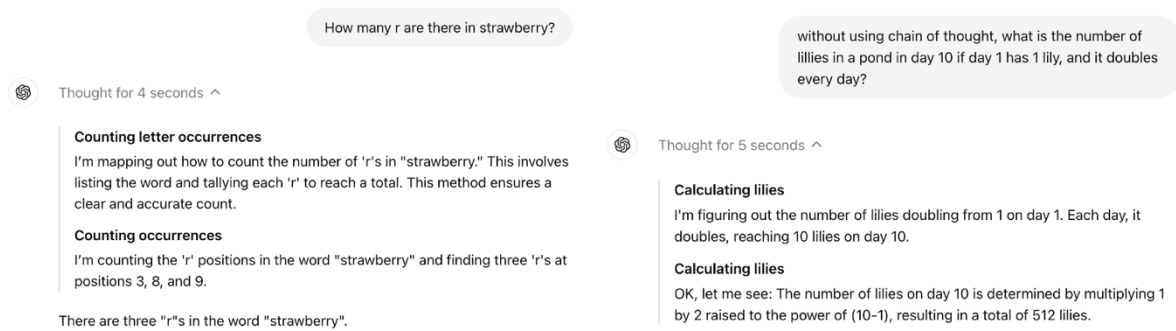 How many r are there in strawberry?
Thought for 4 seconds
Counting letter occurrences
I'm mapping out how to count the number of 'r's in "strawberry." This involves
listing the word and tallying each 'r' to reach a total. This method ensures a
clear and accurate count.
Counting occurrences
I'm counting the 'r' positions in the word "strawberry" and finding three 'r's at
positions 3, 8, and 9.
There are three "r"s in the word "strawberry".
without using chain of thought, what is the number of
lillies in a pond in day 10 if day 1 has 1 lily, and it doubles
every day?
Thought for 5 seconds
Calculating lilies
I'm figuring out the number of lilies doubling from 1 on day 1. Each day, it
doubles, reaching 10 lilies on day 10.
Calculating lilies
OK, let me see: The number of lilies on day 10 is determined by multiplying 1
by 2 raised to the power of (10-1), resulting in a total of 512 lilies.